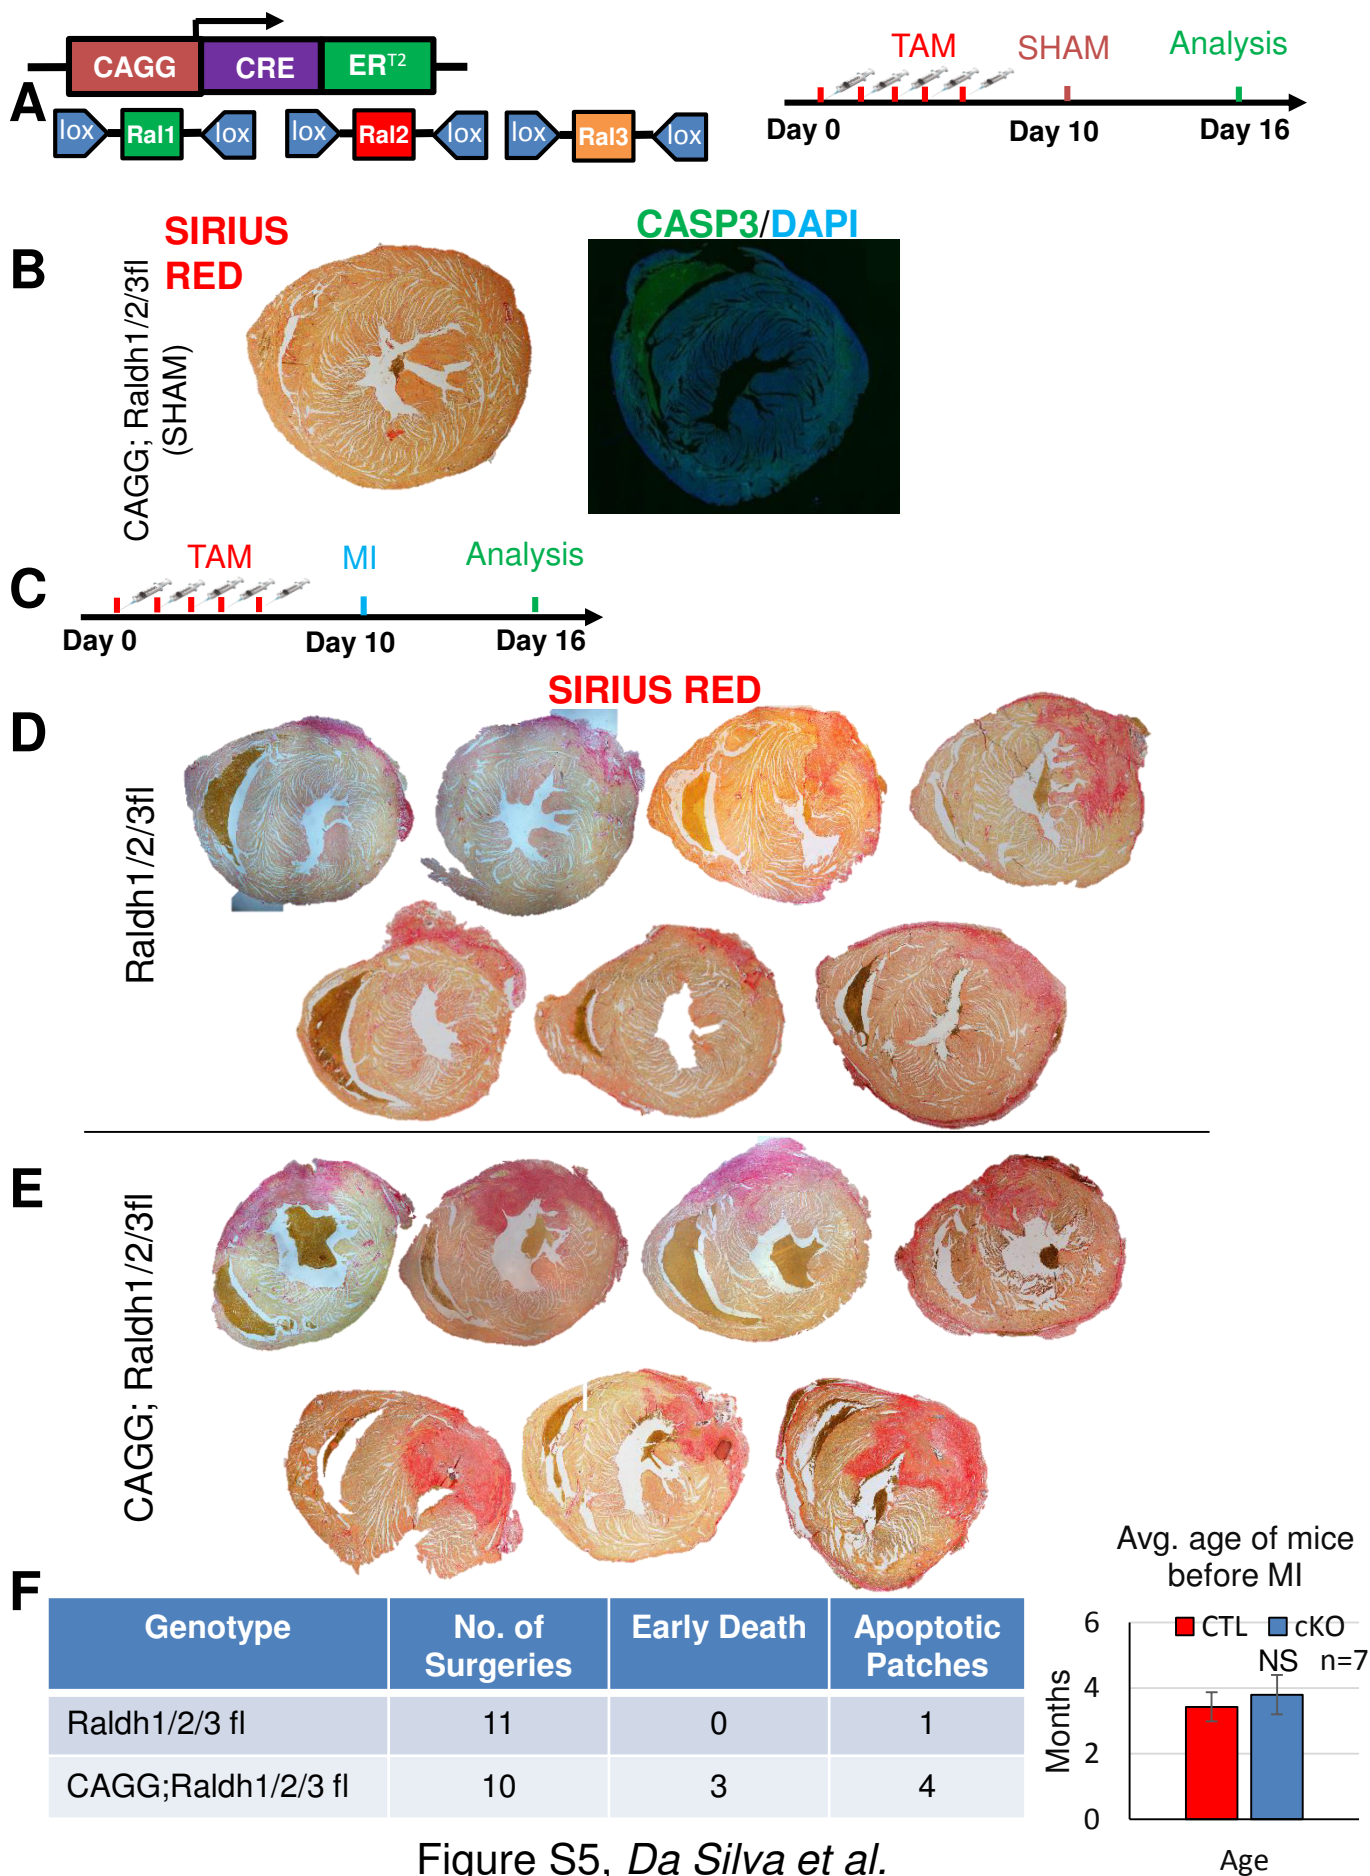 CAGG CRE ERT2
TAM SHAM Analysis
A
lox Ral1 lox lox Ral2 lox lox Ral3 lox
Day 0 Day 10 Day 16
B
CAGG; Raldh1/2/3fl
(SHAM)
SIRIUS
RED
CASP3/DAPI
C
TAM MI Analysis
Day 0 Day 10 Day 16
SIRIUS RED
D
Raldh1/2/3fl
E
CAGG; Raldh1/2/3fl
F
Genotype No. of Surgeries Early Death Apoptotic Patches
Raldh1/2/3 fl 11 0 1
CAGG;Raldh1/2/3 fl 10 3 4
Avg. age of mice
before MI
CTL cKO
NS n=7
Months
6
4
2
0
Age
Figure S5, Da Silva et al.